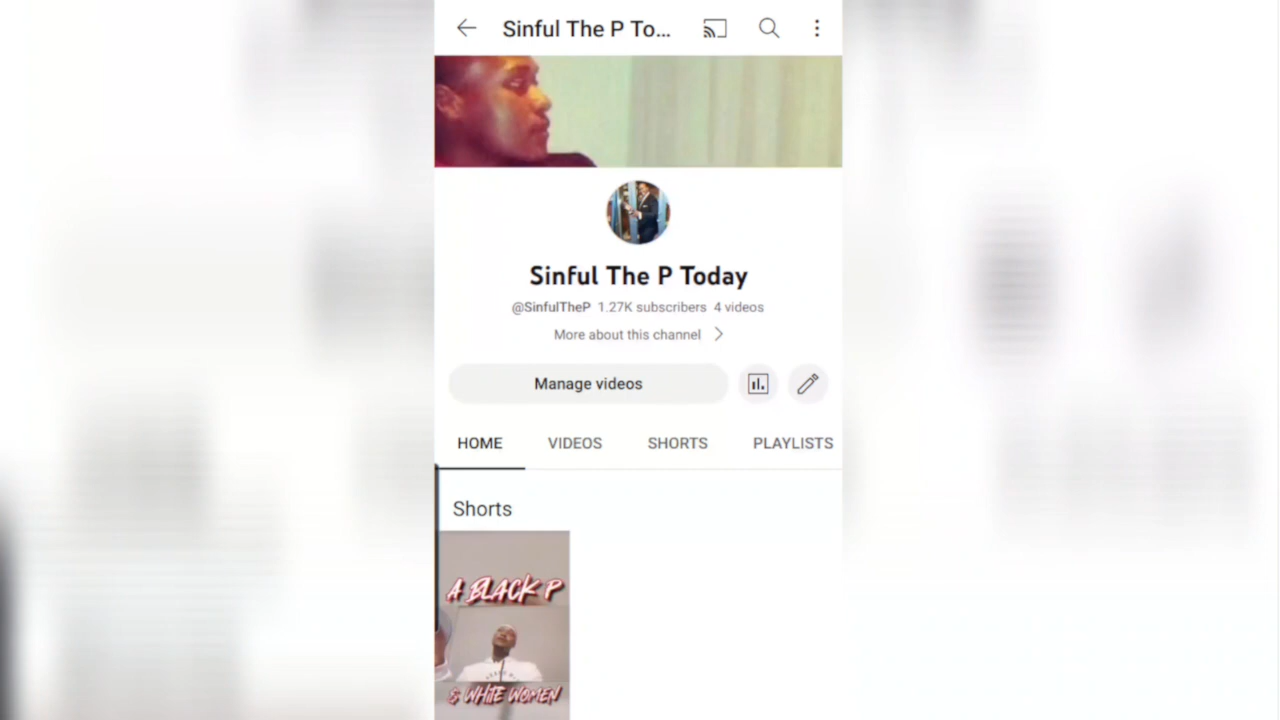 Sinful The P To...
Sinful The P Today
@SinfulTheP 1.27K subscribers 4 videos
More about this channel
Manage videos
HOME VIDEOS SHORTS PLAYLISTS
Shorts
A BLACK P
& WHITE WOMEN